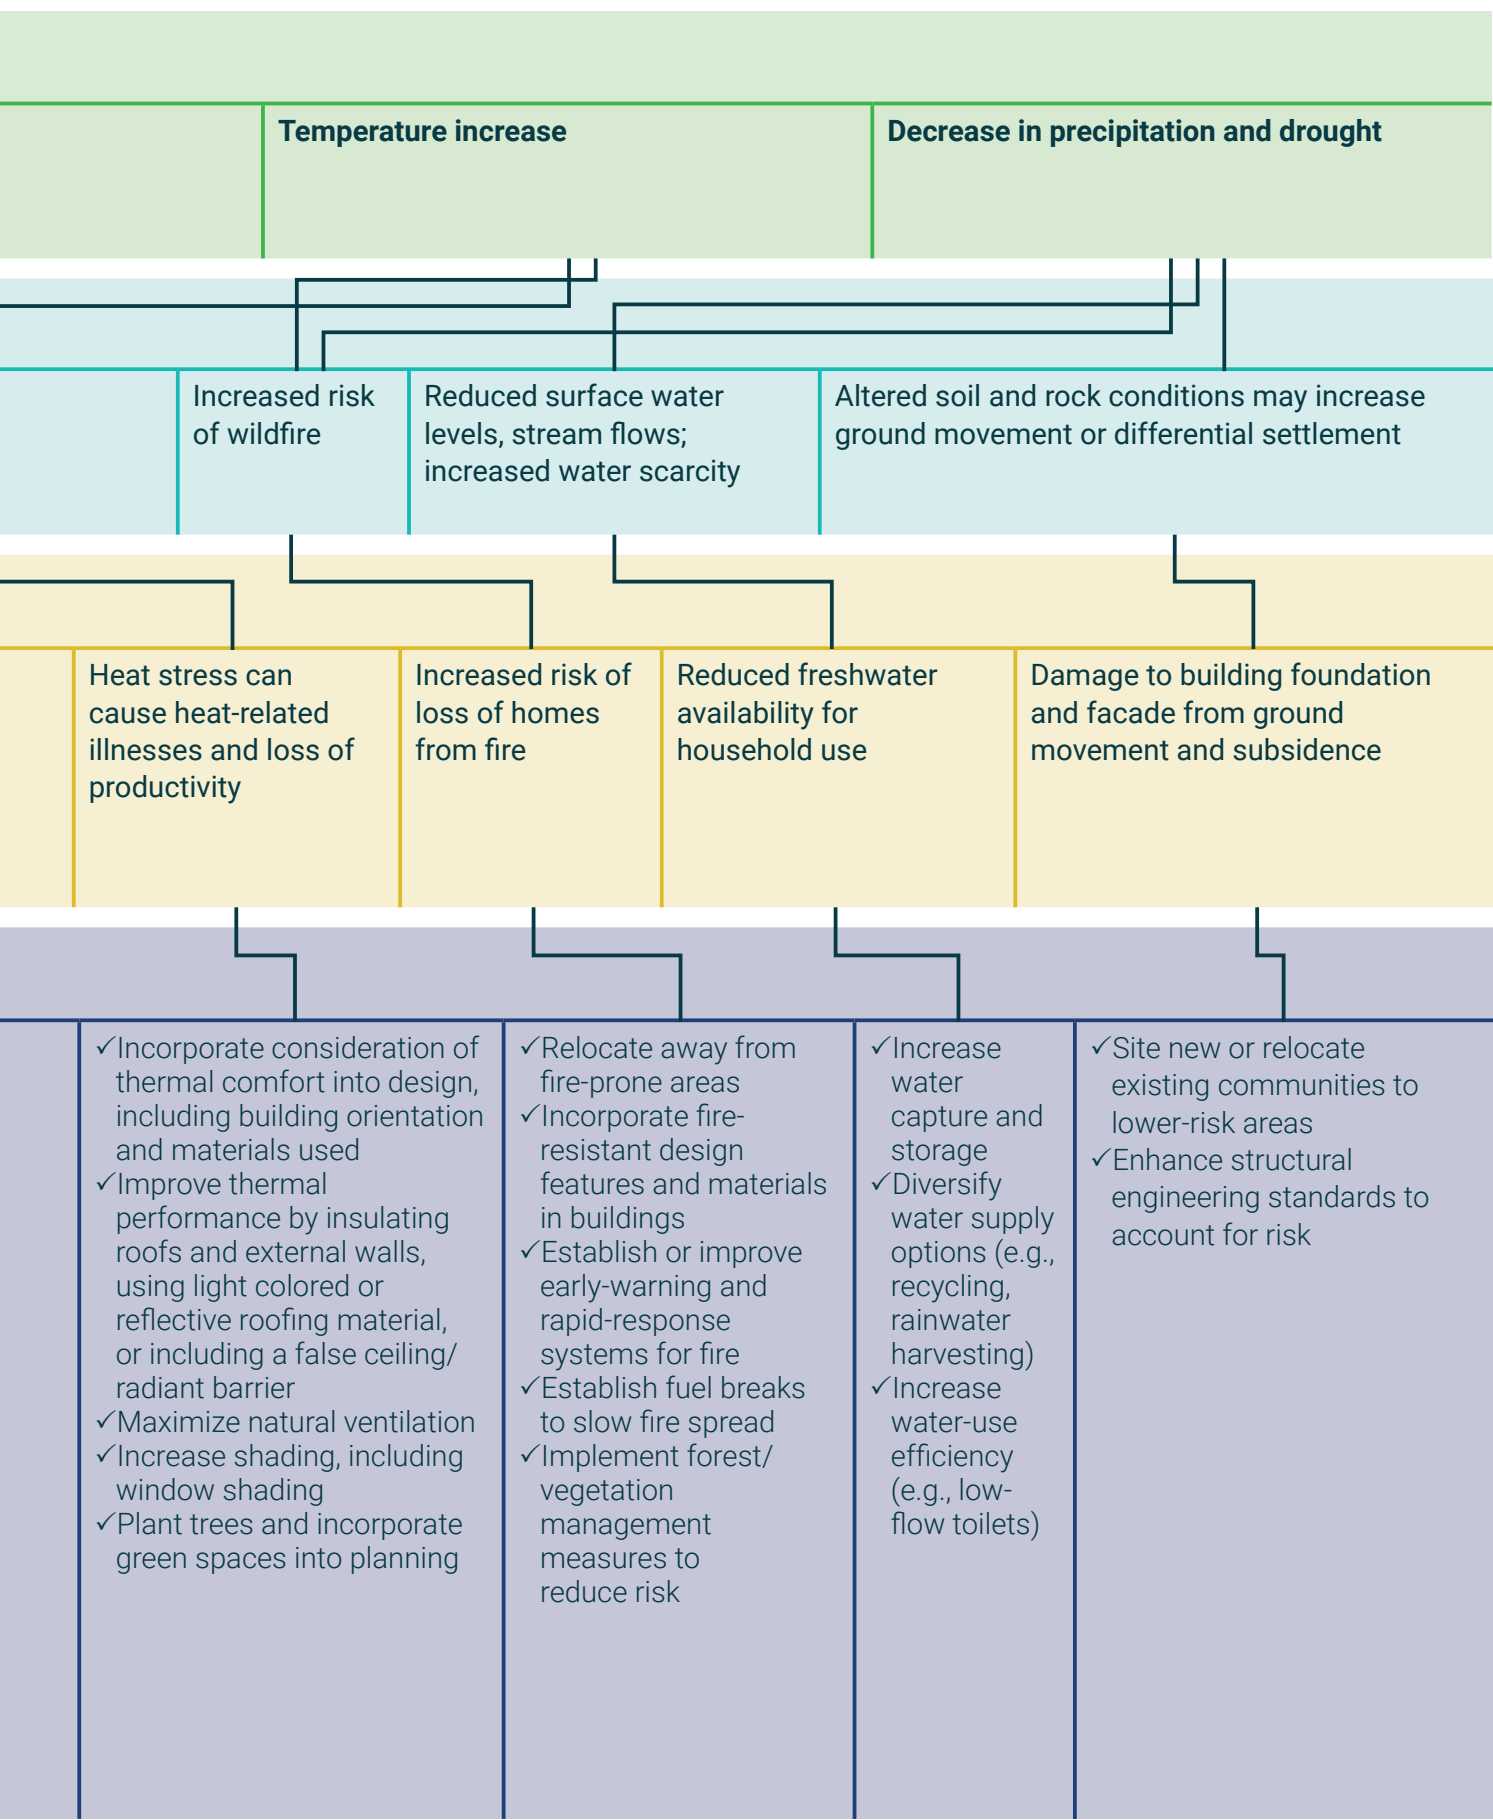 Temperature increase
Decrease in precipitation and drought
Increased risk
of wildfire
Reduced surface water
levels, stream flows;
increased water scarcity
Altered soil and rock conditions may increase
ground movement or differential settlement
Heat stress can
cause heat-related
illnesses and loss of
productivity
Increased risk of
loss of homes
from fire
Reduced freshwater
availability for
household use
Damage to building foundation
and facade from ground
movement and subsidence
✓Incorporate consideration of
thermal comfort into design,
including building orientation
and materials used
✓Improve thermal
performance by insulating
roofs and external walls,
using light colored or
reflective roofing material,
or including a false ceiling/
radiant barrier
✓Maximize natural ventilation
✓Increase shading, including
window shading
✓Plant trees and incorporate
green spaces into planning
✓Relocate away from
fire-prone areas
✓Incorporate fire-
resistant design
features and materials
in buildings
✓Establish or improve
early-warning and
rapid-response
systems for fire
✓Establish fuel breaks
to slow fire spread
✓Implement forest/
vegetation
management
measures to
reduce risk
✓Increase
water
capture and
storage
✓Diversify
water supply
options (e.g.,
recycling,
rainwater
harvesting)
✓Increase
water-use
efficiency
(e.g., low-
flow toilets)
✓Site new or relocate
existing communities to
lower-risk areas
✓Enhance structural
engineering standards to
account for risk